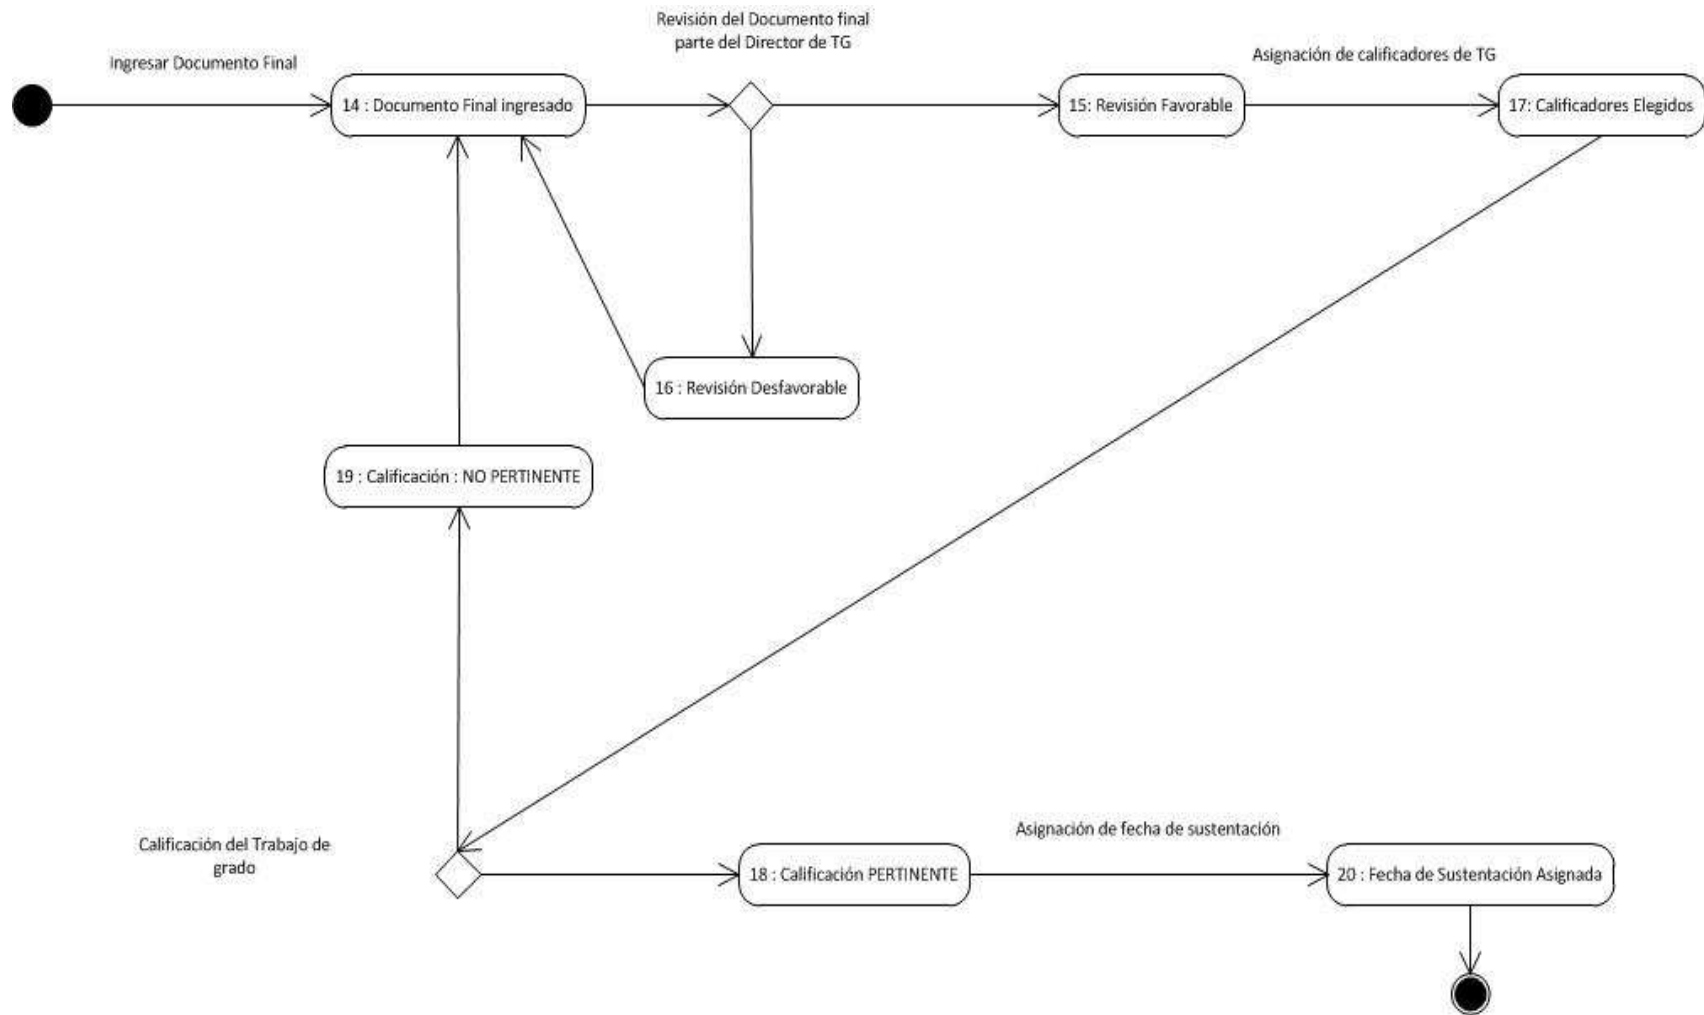 Revisión del Documento final
parte del Director de TG
Ingresar Documento Final
Asignación de calificadores de TG
14 : Documento Final ingresado
15: Revisión Favorable
17: Calificadores Elegidos
16 : Revisión Desfavorable
19 : Calificación : NO PERTINENTE
Calificación del Trabajo de
grado
Asignación de fecha de sustentación
18 : Calificación PERTINENTE
20 : Fecha de Sustentación Asignada